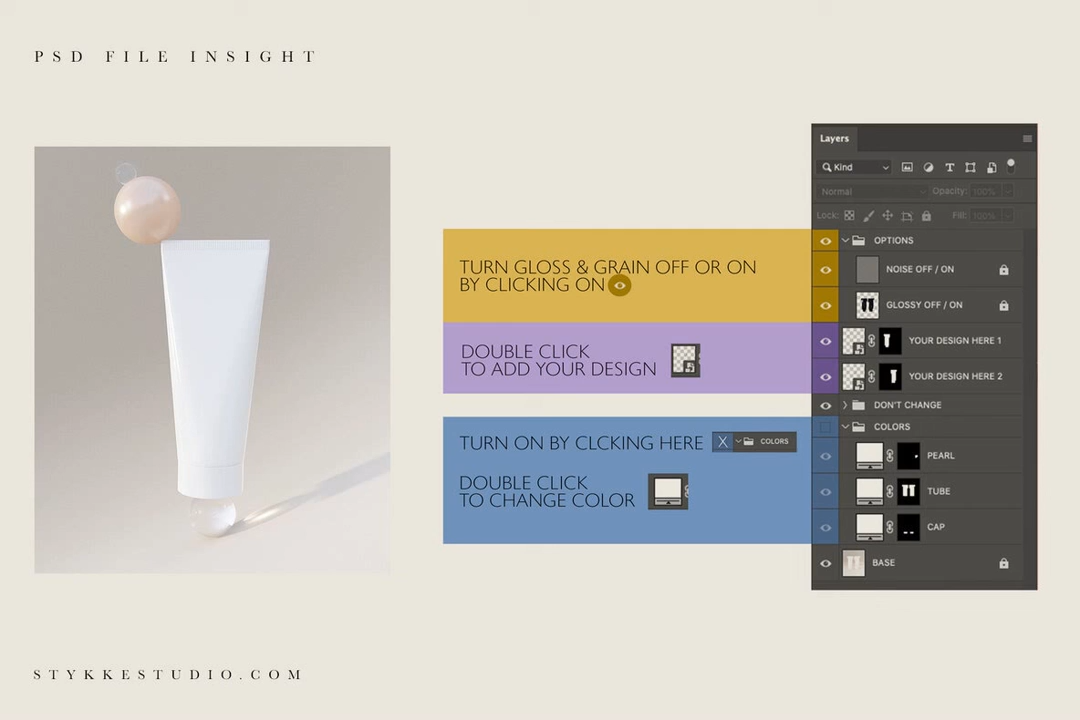 PSD FILE INSIGHT
TURN GLOSS & GRAIN OFF OR ON
BY CLICKING ON
DOUBLE CLICK
TO ADD YOUR DESIGN
TURN ON BY CLCKING HERE
X COLORS
DOUBLE CLICK
TO CHANGE COLOR
Layers
Kind
Normal Opacity: 100%
Lock: Fill: 100%
OPTIONS
NOISE OFF / ON
GLOSSY OFF / ON
YOUR DESIGN HERE 1
YOUR DESIGN HERE 2
DON'T CHANGE
COLORS
PEARL
TUBE
CAP
BASE
STYKKESTUDIO.COM